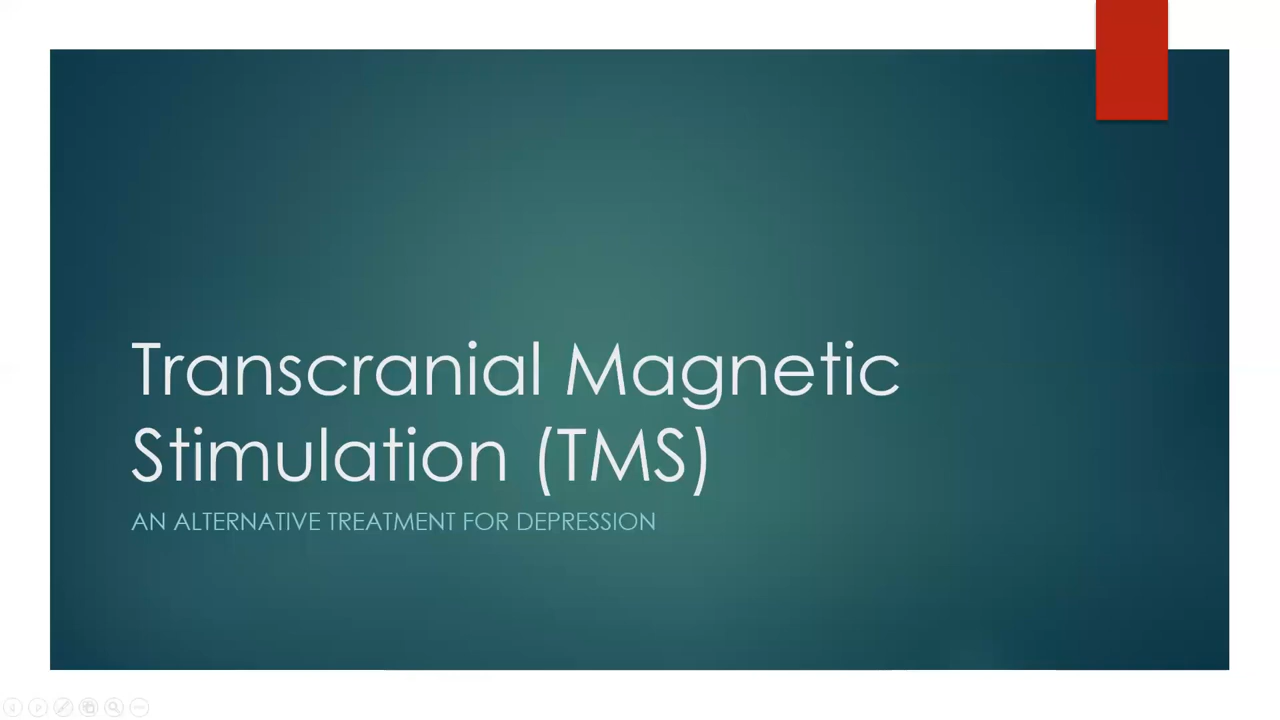 Transcranial Magnetic
Stimulation (TMS)
AN ALTERNATIVE TREATMENT FOR DEPRESSION